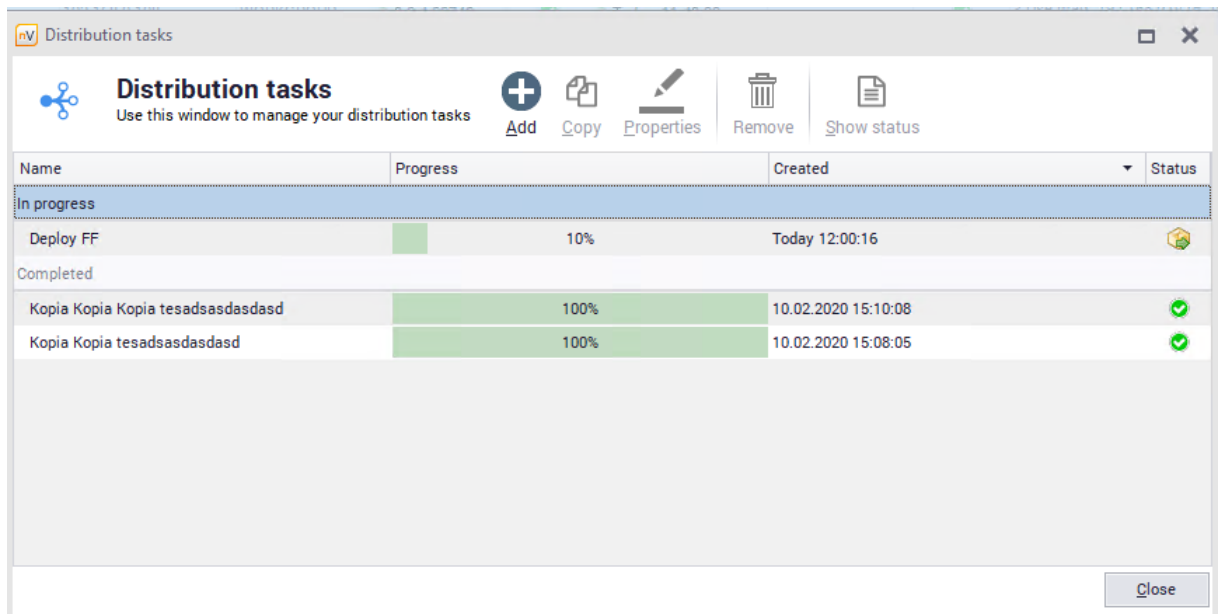 nV Distribution tasks
Distribution tasks
Use this window to manage your distribution tasks
Add Copy Properties Remove Show status
Name Progress Created Status
In progress
Deploy FF 10% Today 12:00:16
Completed
Kopia Kopia Kopia tesadsasdasdasd 100% 10.02.2020 15:10:08
Kopia Kopia tesadsasdasdasd 100% 10.02.2020 15:08:05
Close